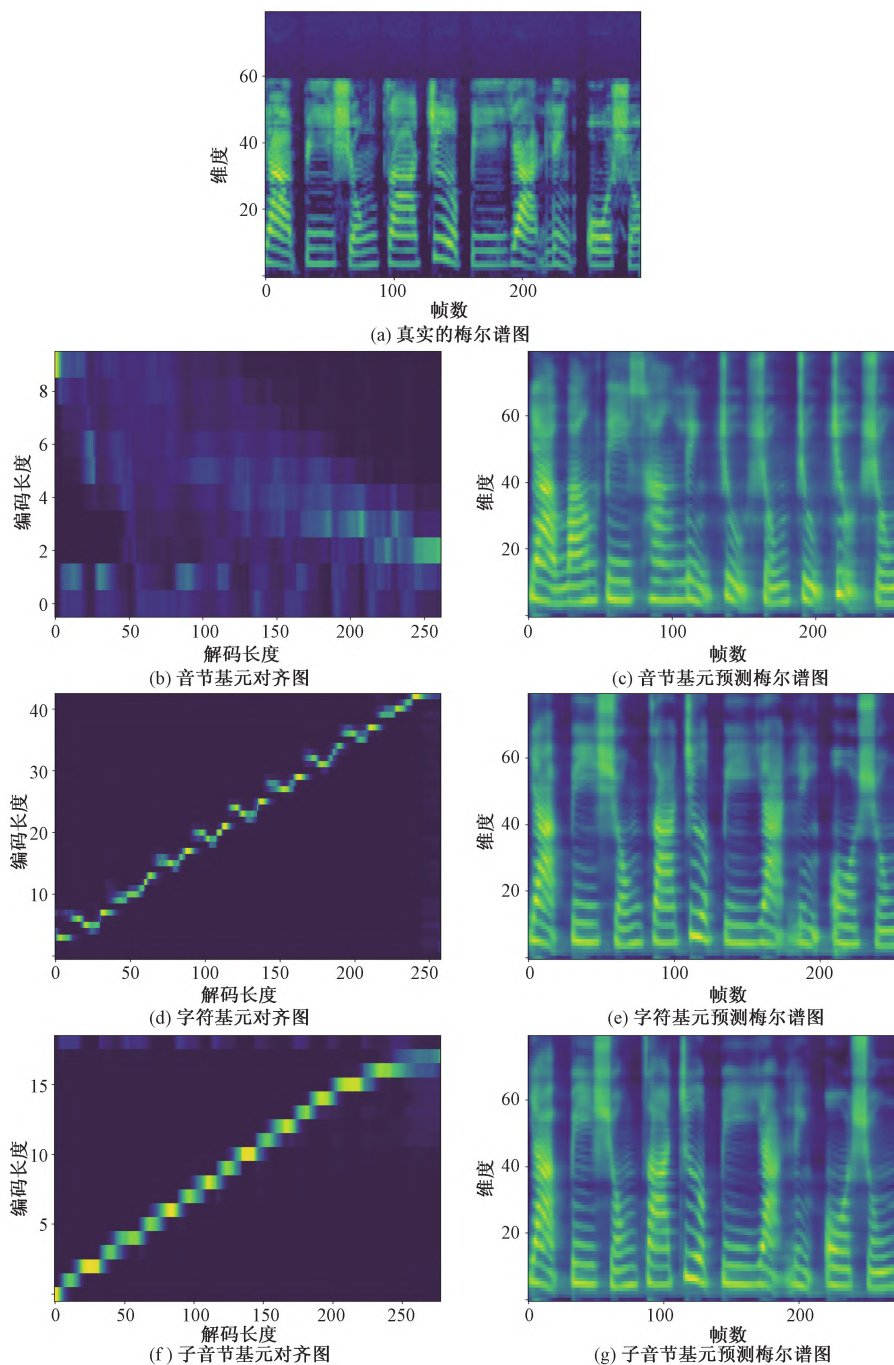 60
40
20
维度
0
100
200
帧数
(a) 真实的梅尔谱图
8
6
4
2
0
编码长度
0
50
100
150
200
250
解码长度
(b) 音节基元对齐图
60
40
20
维度
0
100
200
帧数
(c) 音节基元预测梅尔谱图
40
30
20
10
编码长度
0
50
100
150
200
250
解码长度
(d) 字符基元对齐图
60
40
20
维度
0
100
200
帧数
(e) 字符基元预测梅尔谱图
15
10
5
编码长度
0
50
100
150
200
250
解码长度
(f) 子音节基元对齐图
60
40
20
维度
0
100
200
帧数
(g) 子音节基元预测梅尔谱图